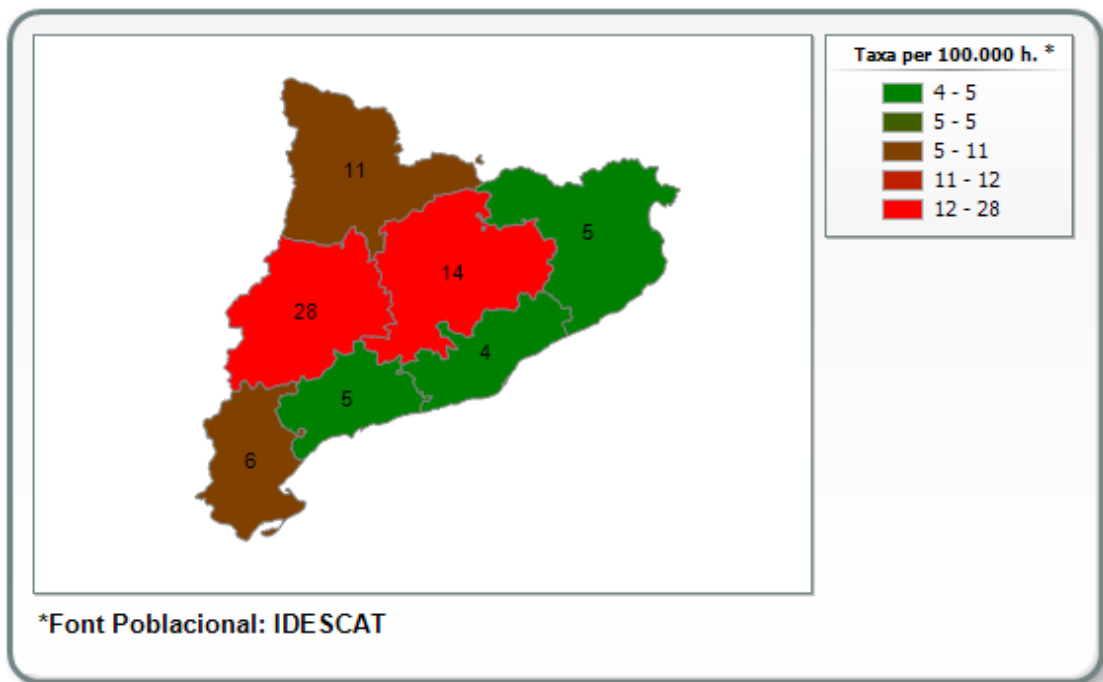 Taxa per 100.000 h. *
4 - 5
5 - 5
5 - 11
11 - 12
12 - 28
11
5
14
28
4
5
6
*Font Poblacional: IDESCAT